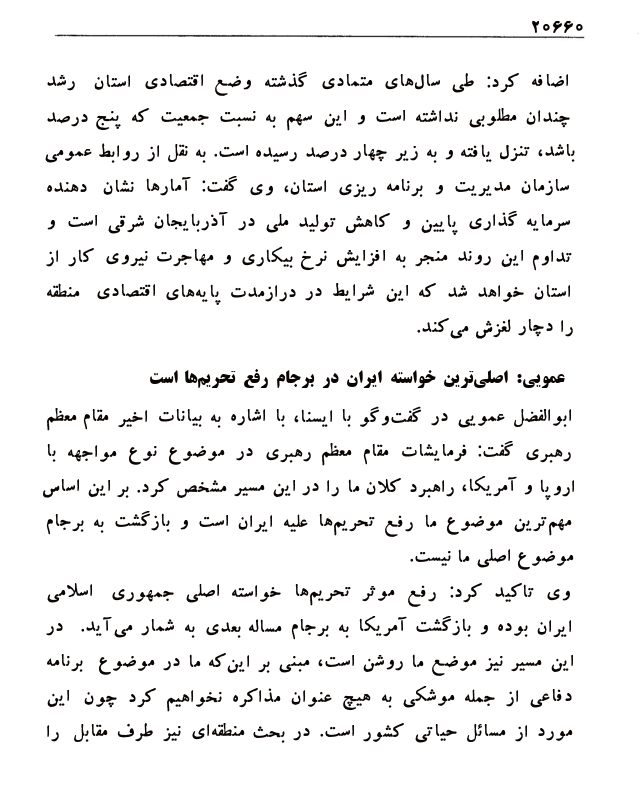 ۲۰۶۶۰
اضافه کرد: طی سال‌های متمادی گذشته وضع اقتصادی استان رشد
چندان مطلوبی نداشته است و این سهم به نسبت جمعیت که پنج درصد
باشد، تنزل یافته و به زیر چهار درصد رسیده است. به نقل از روابط عمومی
سازمان مدیریت و برنامه ریزی استان، وی گفت: آمارها نشان دهنده
سرمایه گذاری پایین و کاهش تولید ملی در آذربایجان شرقی است و
تداوم این روند منجر به افزایش نرخ بیکاری و مهاجرت نیروی کار از
استان خواهد شد که این شرایط در درازمدت پایه‌های اقتصادی منطقه
را دچار لغزش می‌کند.
عمویی: اصلی‌ترین خواسته ایران در برجام رفع تحریم‌ها است
ابوالفضل عمویی در گفت‌وگو با ایسنا، با اشاره به بیانات اخیر مقام معظم
رهبری گفت: فرمایشات مقام معظم رهبری در موضوع نوع مواجهه با
اروپا و آمریکا، راهبرد کلان ما را در این مسیر مشخص کرد. بر این اساس
مهم‌ترین موضوع ما رفع تحریم‌ها علیه ایران است و بازگشت به برجام
موضوع اصلی ما نیست.
وی تاکید کرد: رفع موثر تحریم‌ها خواسته اصلی جمهوری اسلامی
ایران بوده و بازگشت آمریکا به برجام مساله بعدی به شمار می‌آید. در
این مسیر نیز موضع ما روشن است، مبنی بر این‌که ما در موضوع برنامه
دفاعی از جمله موشکی به هیچ عنوان مذاکره نخواهیم کرد چون این
مورد از مسائل حیاتی کشور است. در بحث منطقه‌ای نیز طرف مقابل را